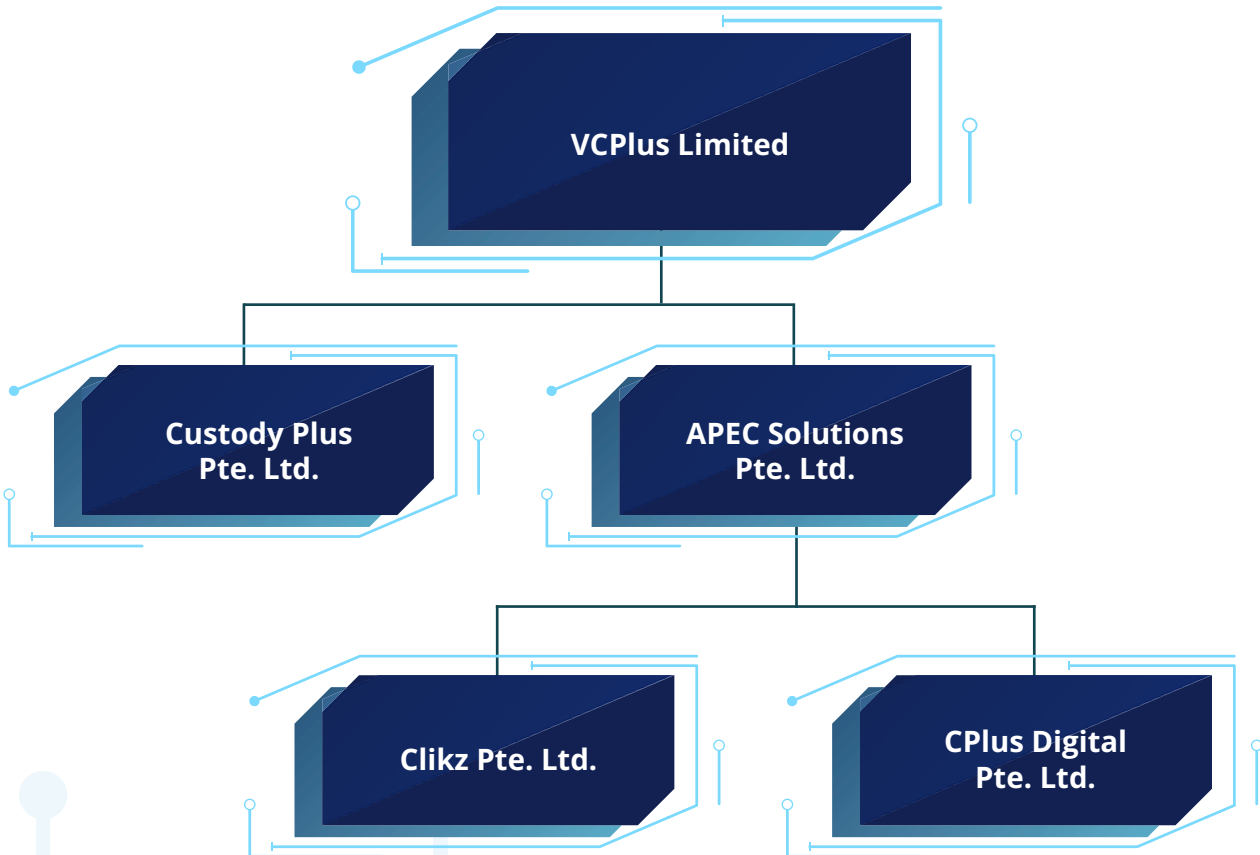 VCPlus Limited
Custody Plus
Pte. Ltd.
APEC Solutions
Pte. Ltd.
Clikz Pte. Ltd.
CPlus Digital
Pte. Ltd.